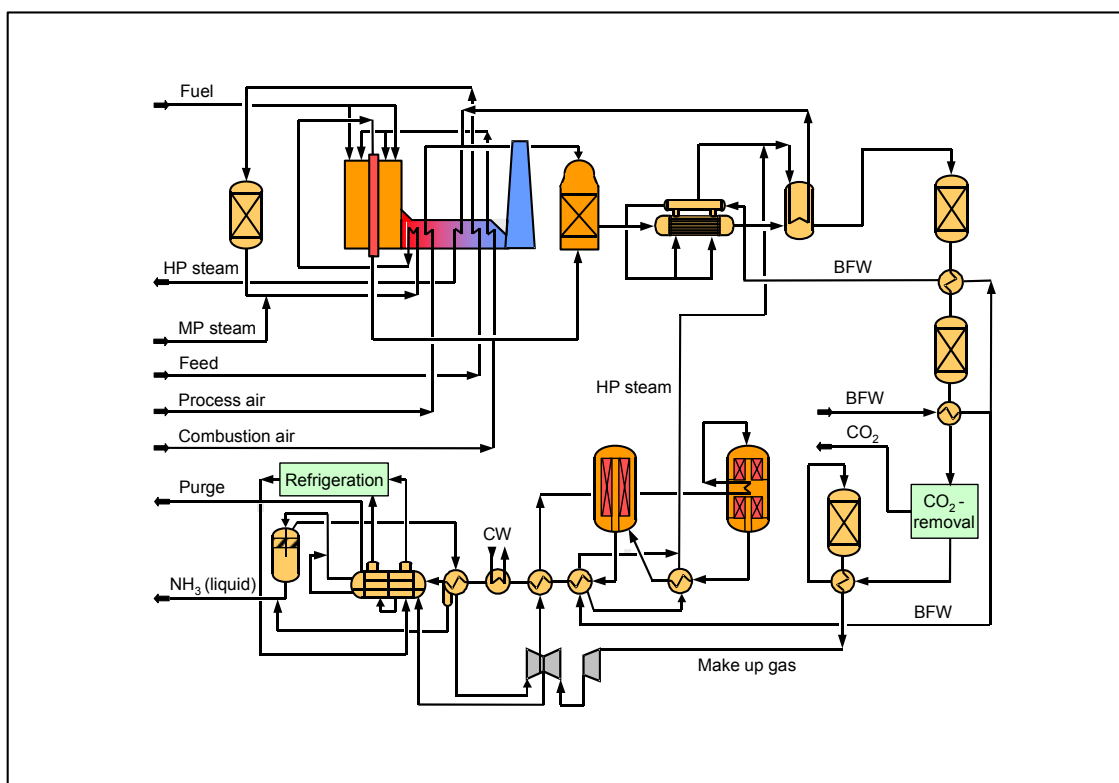 Fuel
HP steam
MP steam
Feed
Process air
Combustion air
Purge
NH3 (liquid)
Refrigeration
CW
HP steam
BFW
BFW
CO2
CO2 -
removal
BFW
Make up gas